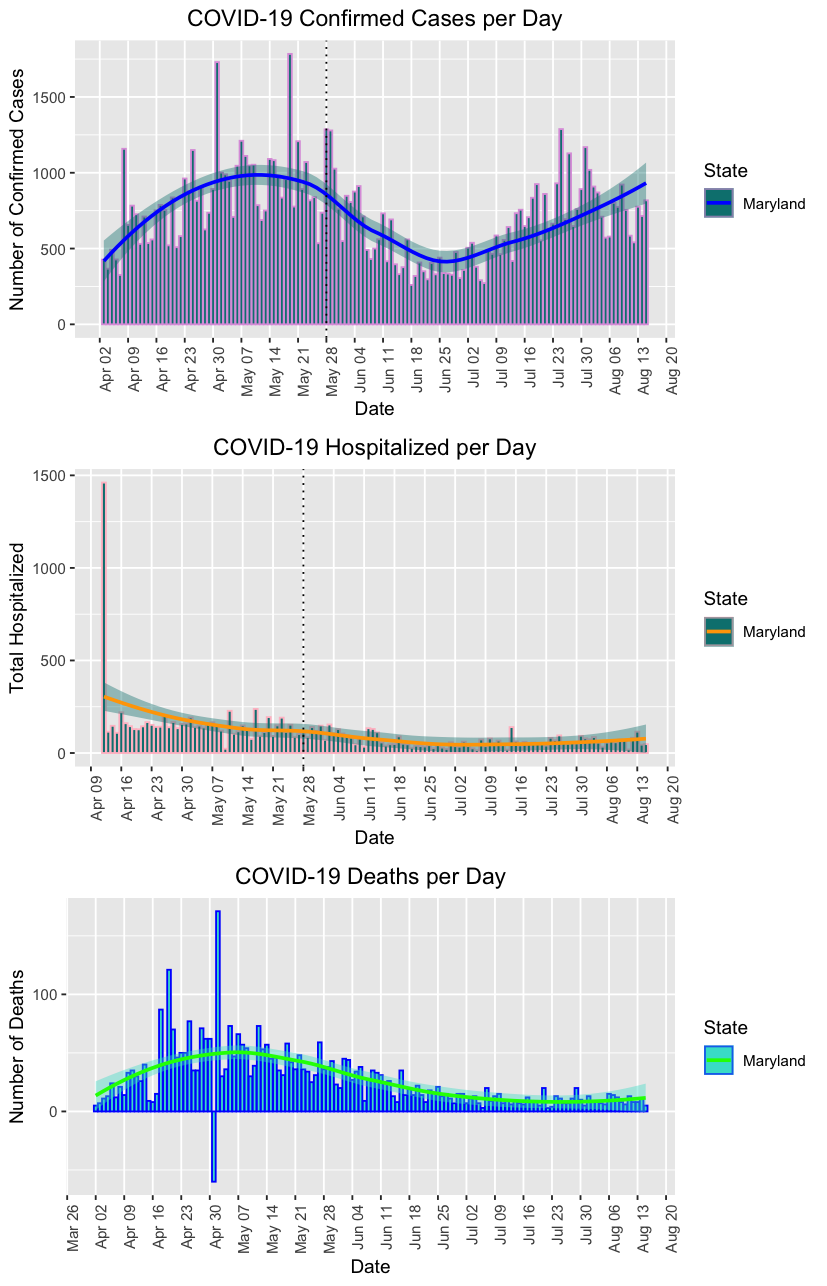 COVID-19 Confirmed Cases per Day
Number of Confirmed Cases
1500
1000
500
0
Apr 02
Apr 09
Apr 16
Apr 23
Apr 30
May 07
May 14
May 21
May 28
Jun 04
Jun 11
Jun 18
Jun 25
Jul 02
Jul 09
Jul 16
Jul 23
Jul 30
Aug 06
Aug 13
Aug 20
Date
State
Maryland
COVID-19 Hospitalized per Day
Total Hospitalized
1500
1000
500
0
Apr 09
Apr 16
Apr 23
Apr 30
May 07
May 14
May 21
May 28
Jun 04
Jun 11
Jun 18
Jun 25
Jul 02
Jul 09
Jul 16
Jul 23
Jul 30
Aug 06
Aug 13
Aug 20
Date
State
Maryland
COVID-19 Deaths per Day
Number of Deaths
100
0
Mar 26
Apr 02
Apr 09
Apr 16
Apr 23
Apr 30
May 07
May 14
May 21
May 28
Jun 04
Jun 11
Jun 18
Jun 25
Jul 02
Jul 09
Jul 16
Jul 23
Jul 30
Aug 06
Aug 13
Aug 20
Date
State
Maryland